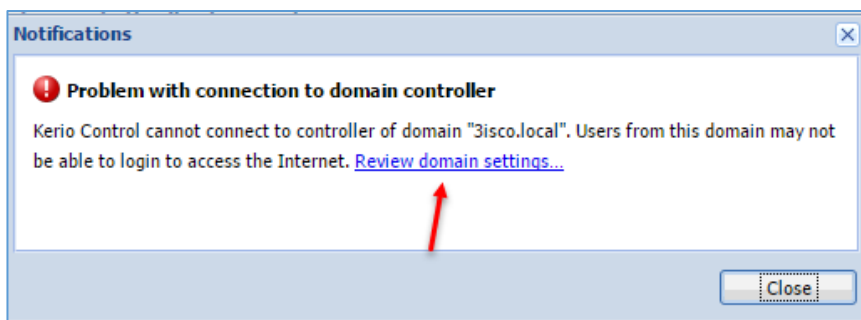 Notifications
Problem with connection to domain controller
Kerio Control cannot connect to controller of domain "3isco.local". Users from this domain may not
be able to login to access the Internet. Review domain settings...
Close